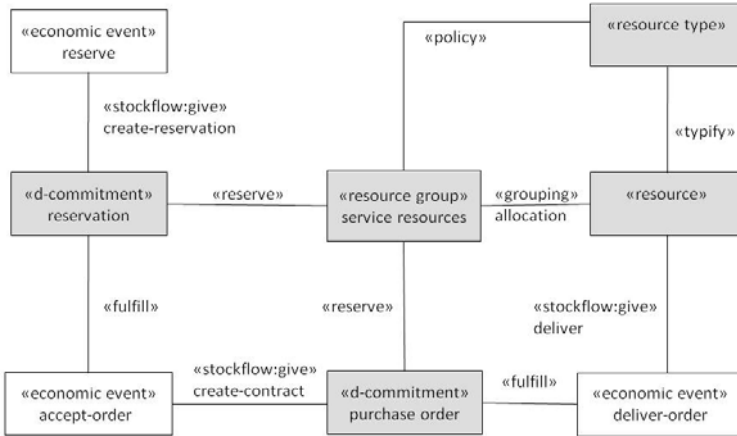 «economic event»
reserve
«policy»
«resource type»
«stockflow:give»
create-reservation
«typify»
«d-commitment»
reservation
«reserve»
«resource group»
service resources
«grouping»
allocation
«resource»
«fulfill»
«reserve»
«stockflow:give»
deliver
«economic event»
accept-order
«stockflow:give»
create-contract
«d-commitment»
purchase order
«fulfill»
«economic event»
deliver-order